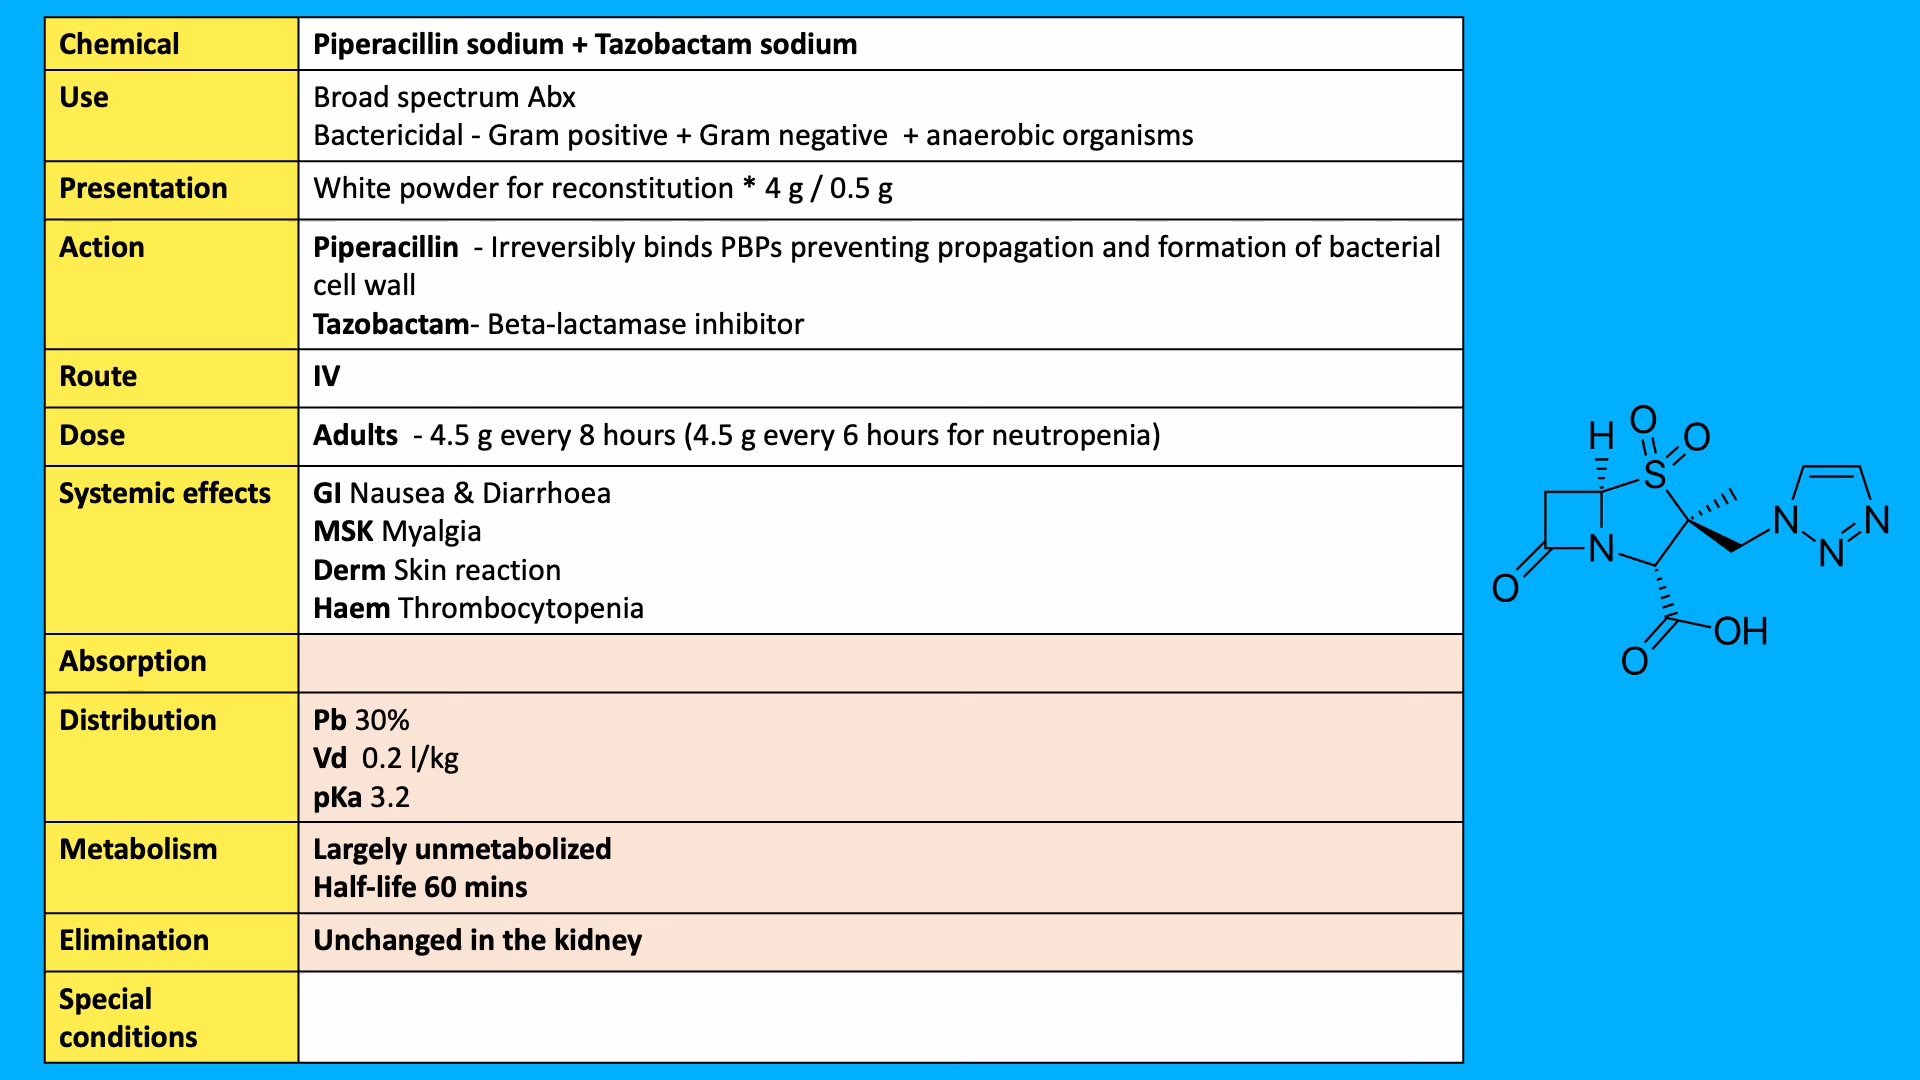 Chemical
Piperacillin sodium + Tazobactam sodium
Use
Broad spectrum Abx
Bactericidal - Gram positive + Gram negative  + anaerobic organisms
Presentation
White powder for reconstitution * 4 g / 0.5 g
Action
Piperacillin  - Irreversibly binds PBPs preventing propagation and formation of bacterial
cell wall
Tazobactam- Beta-lactamase inhibitor
Route
IV
Dose
Adults  - 4.5 g every 8 hours (4.5 g every 6 hours for neutropenia)
Systemic effects
GI Nausea & Diarrhoea
MSK Myalgia
Derm Skin reaction
Haem Thrombocytopenia
Absorption
Distribution
Pb 30%
Vd  0.2 l/kg
pKa 3.2
Metabolism
Largely unmetabolized
Half-life 60 mins
Elimination
Unchanged in the kidney
Special
conditions
H O O
S
N N N
N
O
OH
O